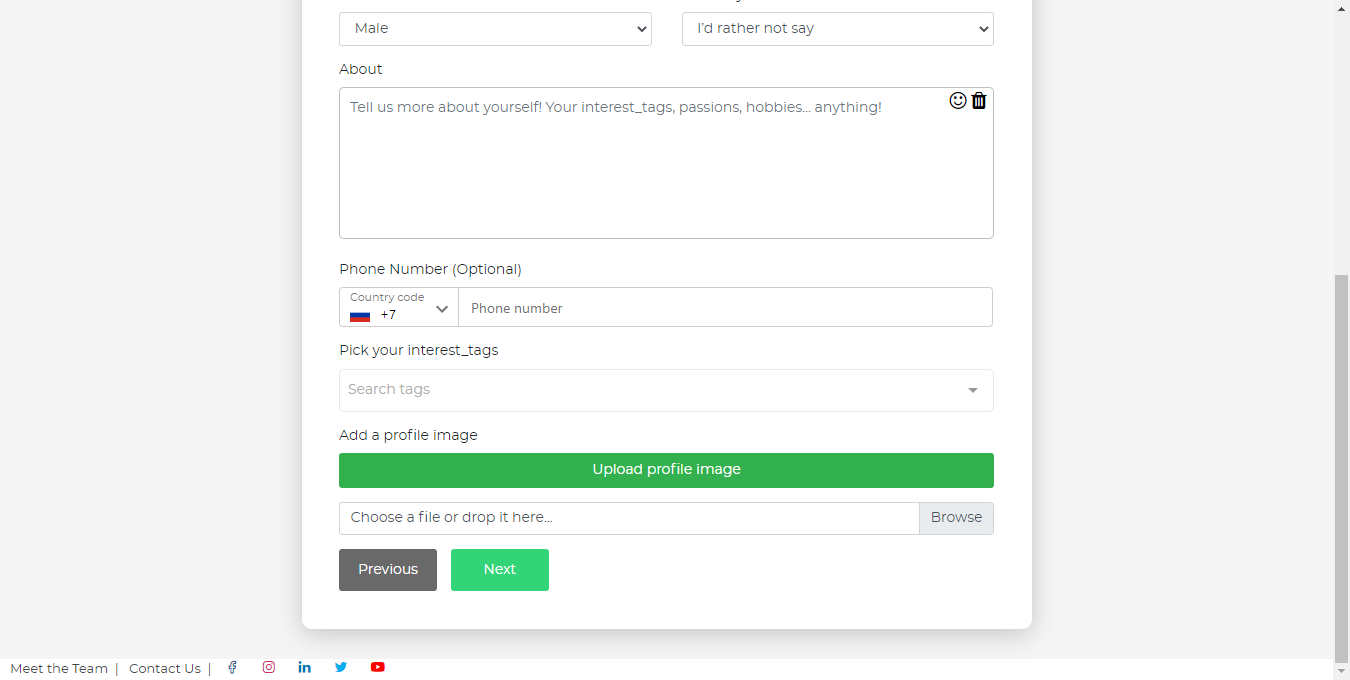 Male
I'd rather not say
About
Tell us more about yourself! Your interest_tags, passions, hobbies... anything!
Phone Number (Optional)
Country code
+7
Phone number
Pick your interest_tags
Search tags
Add a profile image
Upload profile image
Choose a file or drop it here...
Browse
Previous
Next
Meet the Team | Contact Us |